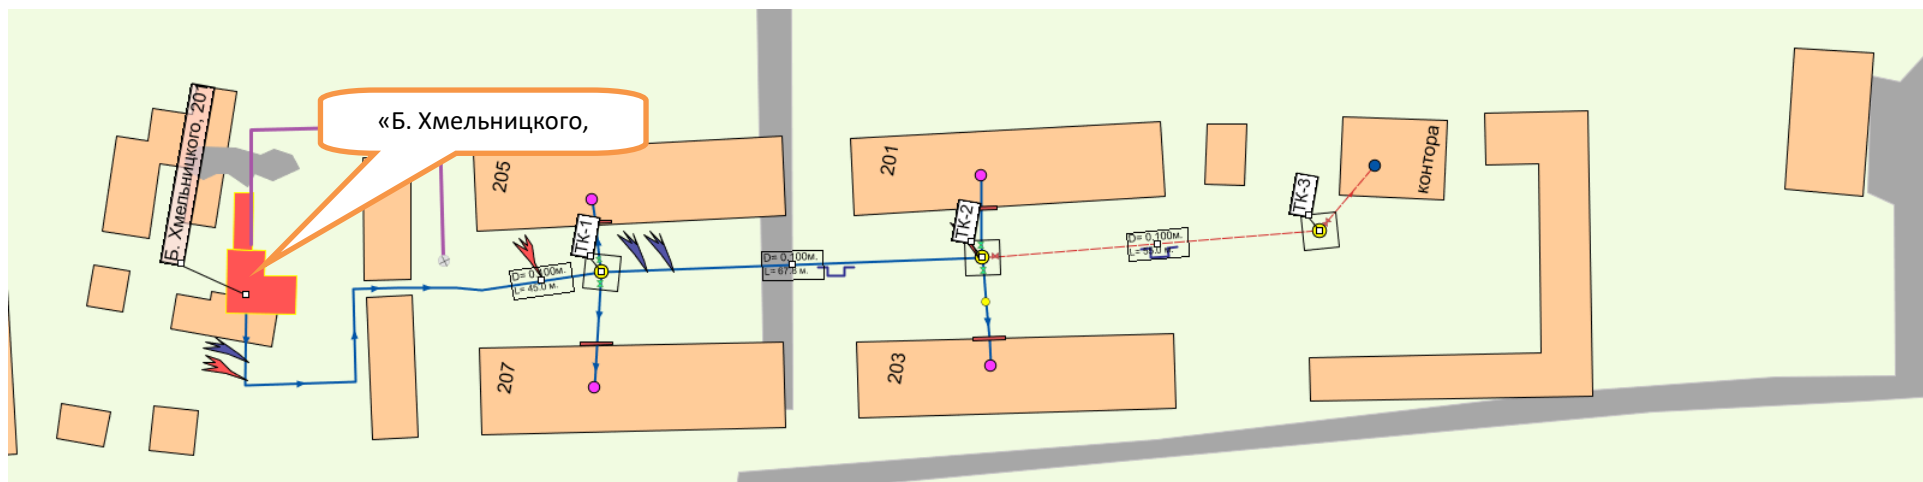 Б. Хмельницкого, 201
«Б. Хмельницкого,
205
ТК-1
D= 0,100м.
L= 45.0 м.
207
D= 0,100м.
L= 67.8 м.
201
ТК-2
203
D= 0,100м.
ТК-3
контора